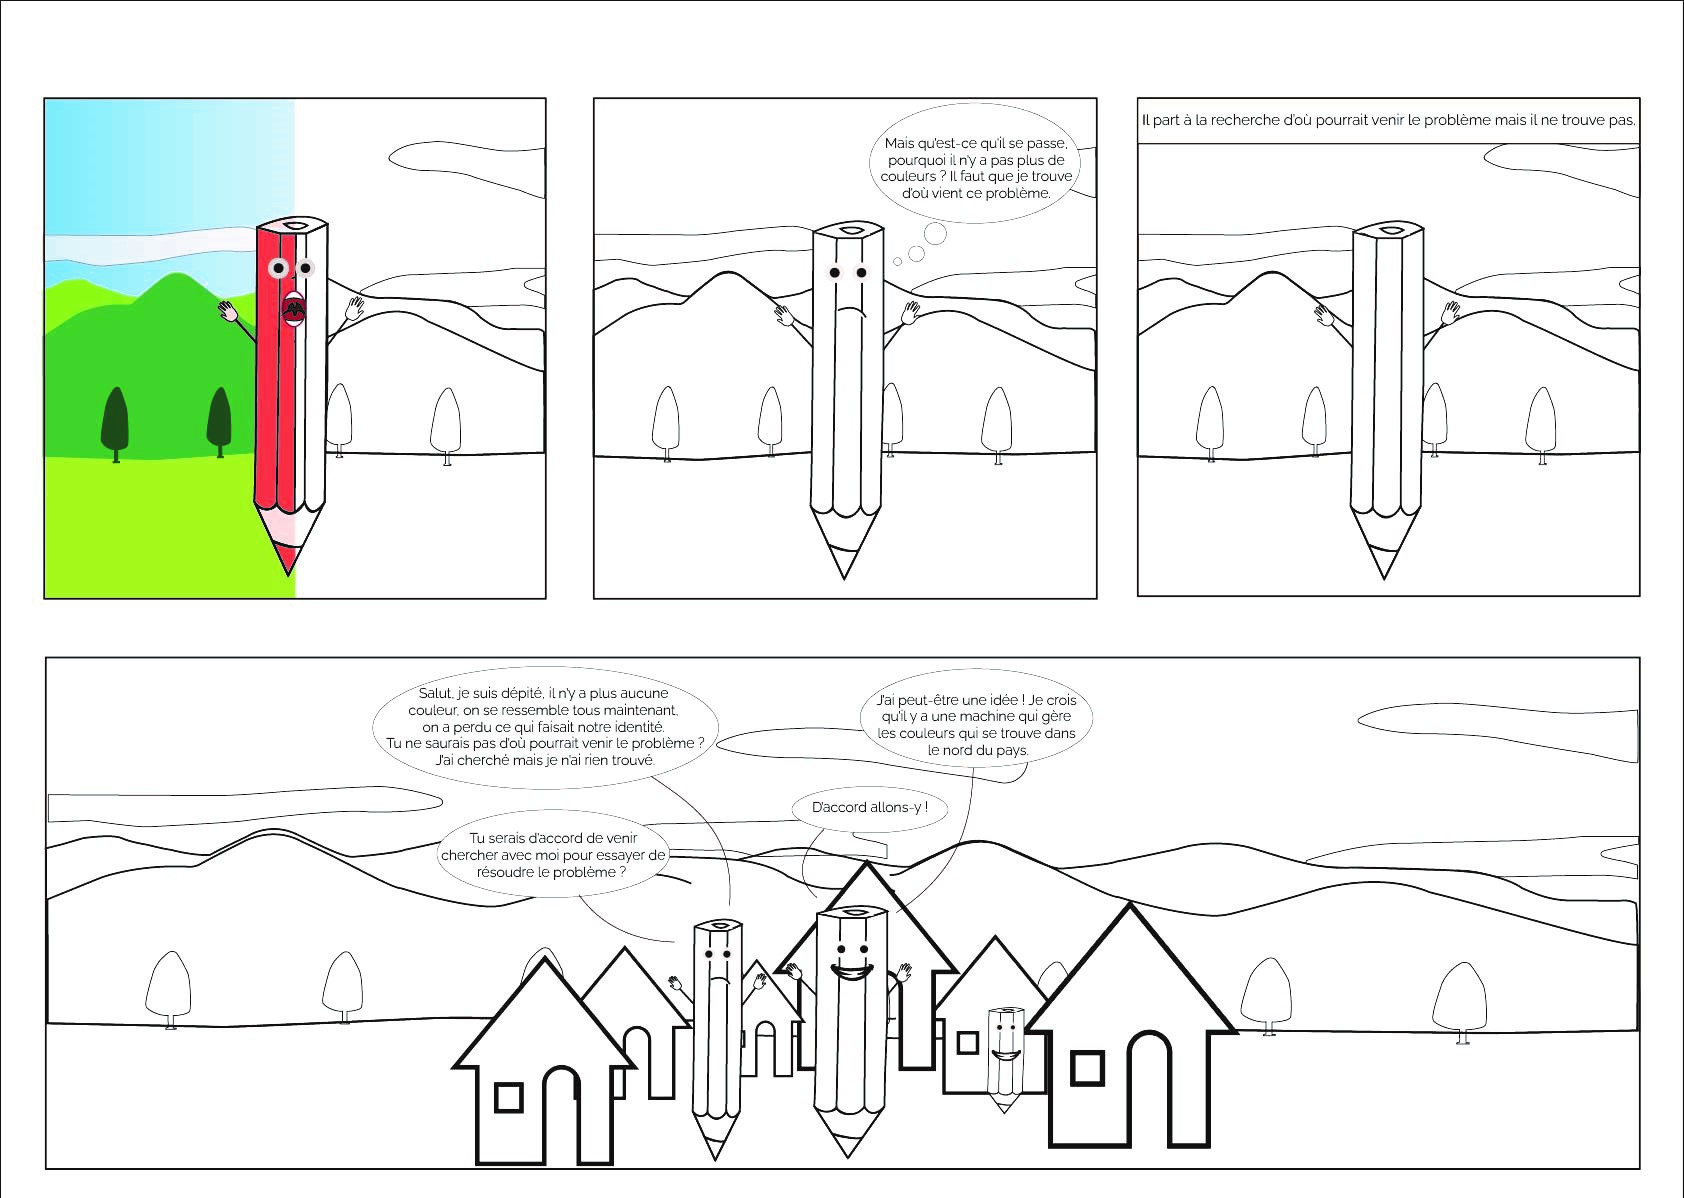 Mais qu'est-ce qu'il se passe,
pourquoi il n'y a pas plus de
couleurs ? Il faut que je trouve
d'où vient ce problème.
Il part à la recherche d'où pourrait venir le problème mais il ne trouve pas.
Salut, je suis dépité, il n'y a plus aucune
couleur, on se ressemble tous maintenant,
on a perdu ce qui faisait notre identité.
Tu ne saurais pas d'où pourrait venir le problème ?
J'ai cherché mais je n'ai rien trouvé.
J'ai peut-être une idée ! Je crois
qu'il y a une machine qui gère
les couleurs qui se trouve dans
le nord du pays.
Tu serais d'accord de venir
chercher avec moi pour essayer de
résoudre le problème ?
D'accord allons-y !